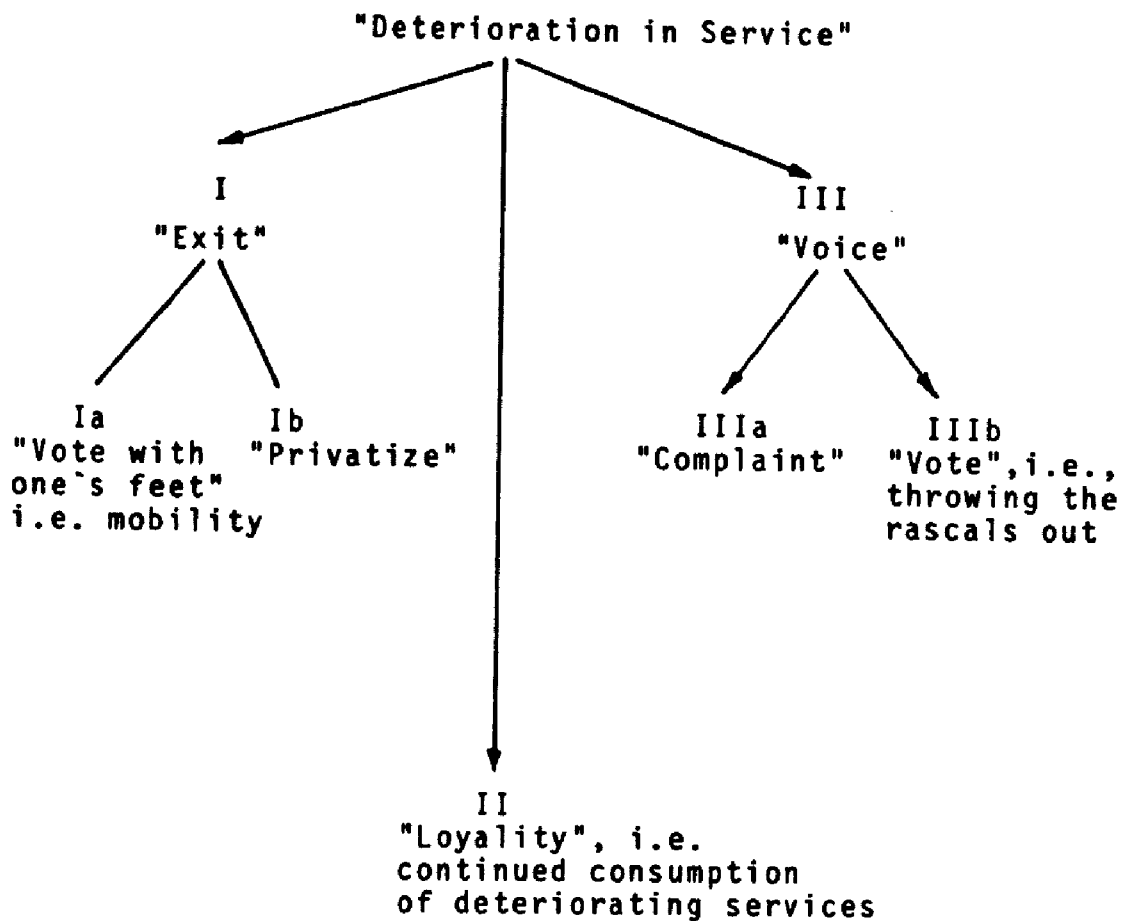 "Deterioration in Service"
I
"Exit"
III
"Voice"
Ia
"Vote with
one`s feet"
i.e. mobility
Ib
"Privatize"
IIIa
"Complaint"
IIIb
"Vote",i.e.,
throwing the
rascals out
II
"Loyality", i.e.
continued consumption
of deteriorating services